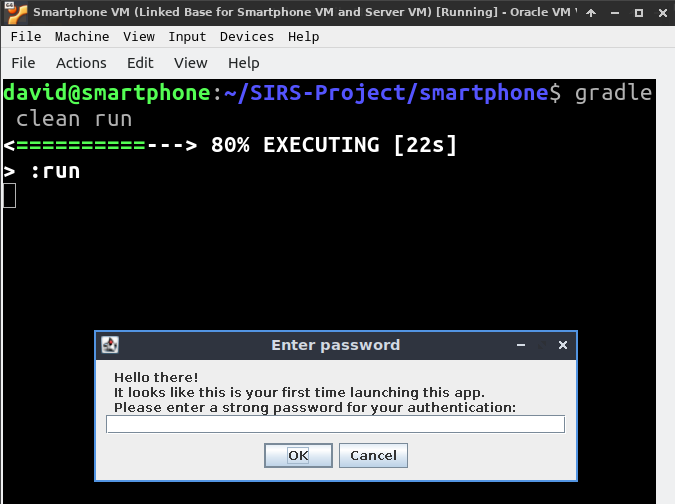 Smartphone VM (Linked Base for Smartphone VM and Server VM) [Running] - Oracle VM V
File Machine View Input Devices Help
File Actions Edit View Help
david@smartphone:~/SIRS-Project/smartphone$ gradle
clean run
<==========---> 80% EXECUTING [22s]
> :run
Enter password
Hello there!
It looks like this is your first time launching this app.
Please enter a strong password for your authentication:
OK Cancel